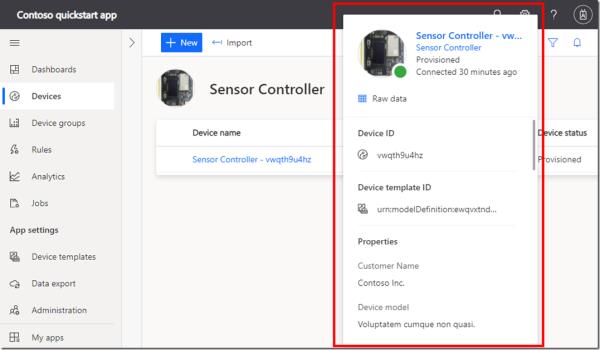 Contoso quickstart app
?
New
Import
Dashboards
Devices
Device groups
Rules
Analytics
Jobs
App settings
Device templates
Data export
Administration
My apps
Sensor Controller
Device name
Device status
Sensor Controller - vwqth9u4hz
Provisioned
Sensor Controller - vw...
Sensor Controller
Provisioned
Connected 30 minutes ago
Raw data
Device ID
vwqth9u4hz
Device template ID
urn:modelDefinition:ewqvxtnd...
Properties
Customer Name
Contoso Inc.
Device model
Voluptatem cumque non quasi.